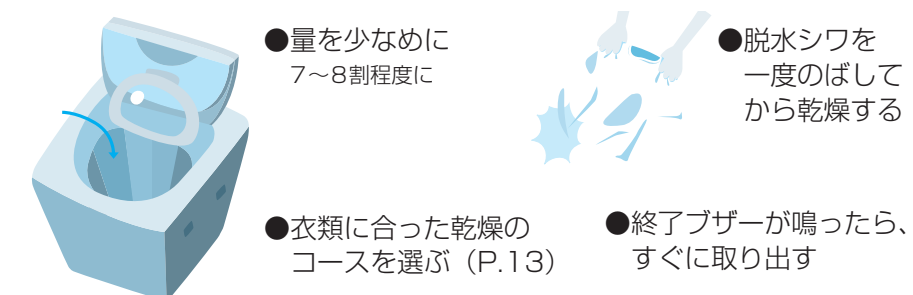 ●量を少なめに
7～8割程度に
●脱水シワを
一度のばして
から乾燥する
●衣類に合った乾燥の
コースを選ぶ（P.13）
●終了ブザーが鳴ったら、
すぐに取り出す